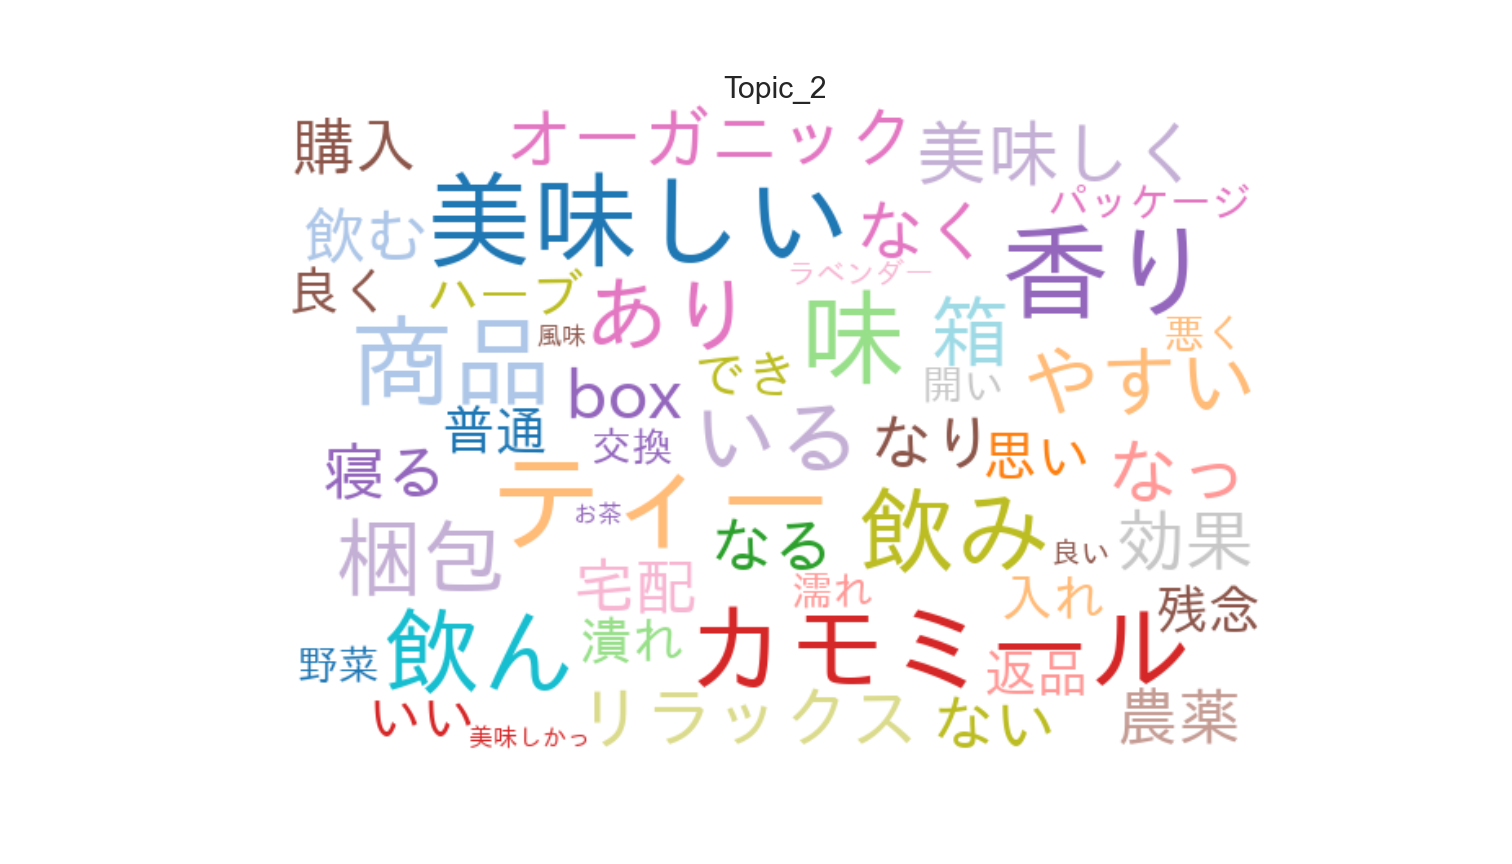 Topic_2
購入 オーガニック 美味しく
飲む 美味しい なく パッケージ
香り
良く ハーブ あり ラベンダー
商品 風味 味 箱 悪く
box でき 開い やすい
普通 交換 いる なり 思い
寝る ティー なっ
お茶
梱包 なる 飲み 良い 効果
宅配 濡れ 入れ 残念
野菜 飲ん 潰れ カモミール 返品
いい 美味しかっ リラックス ない 農薬